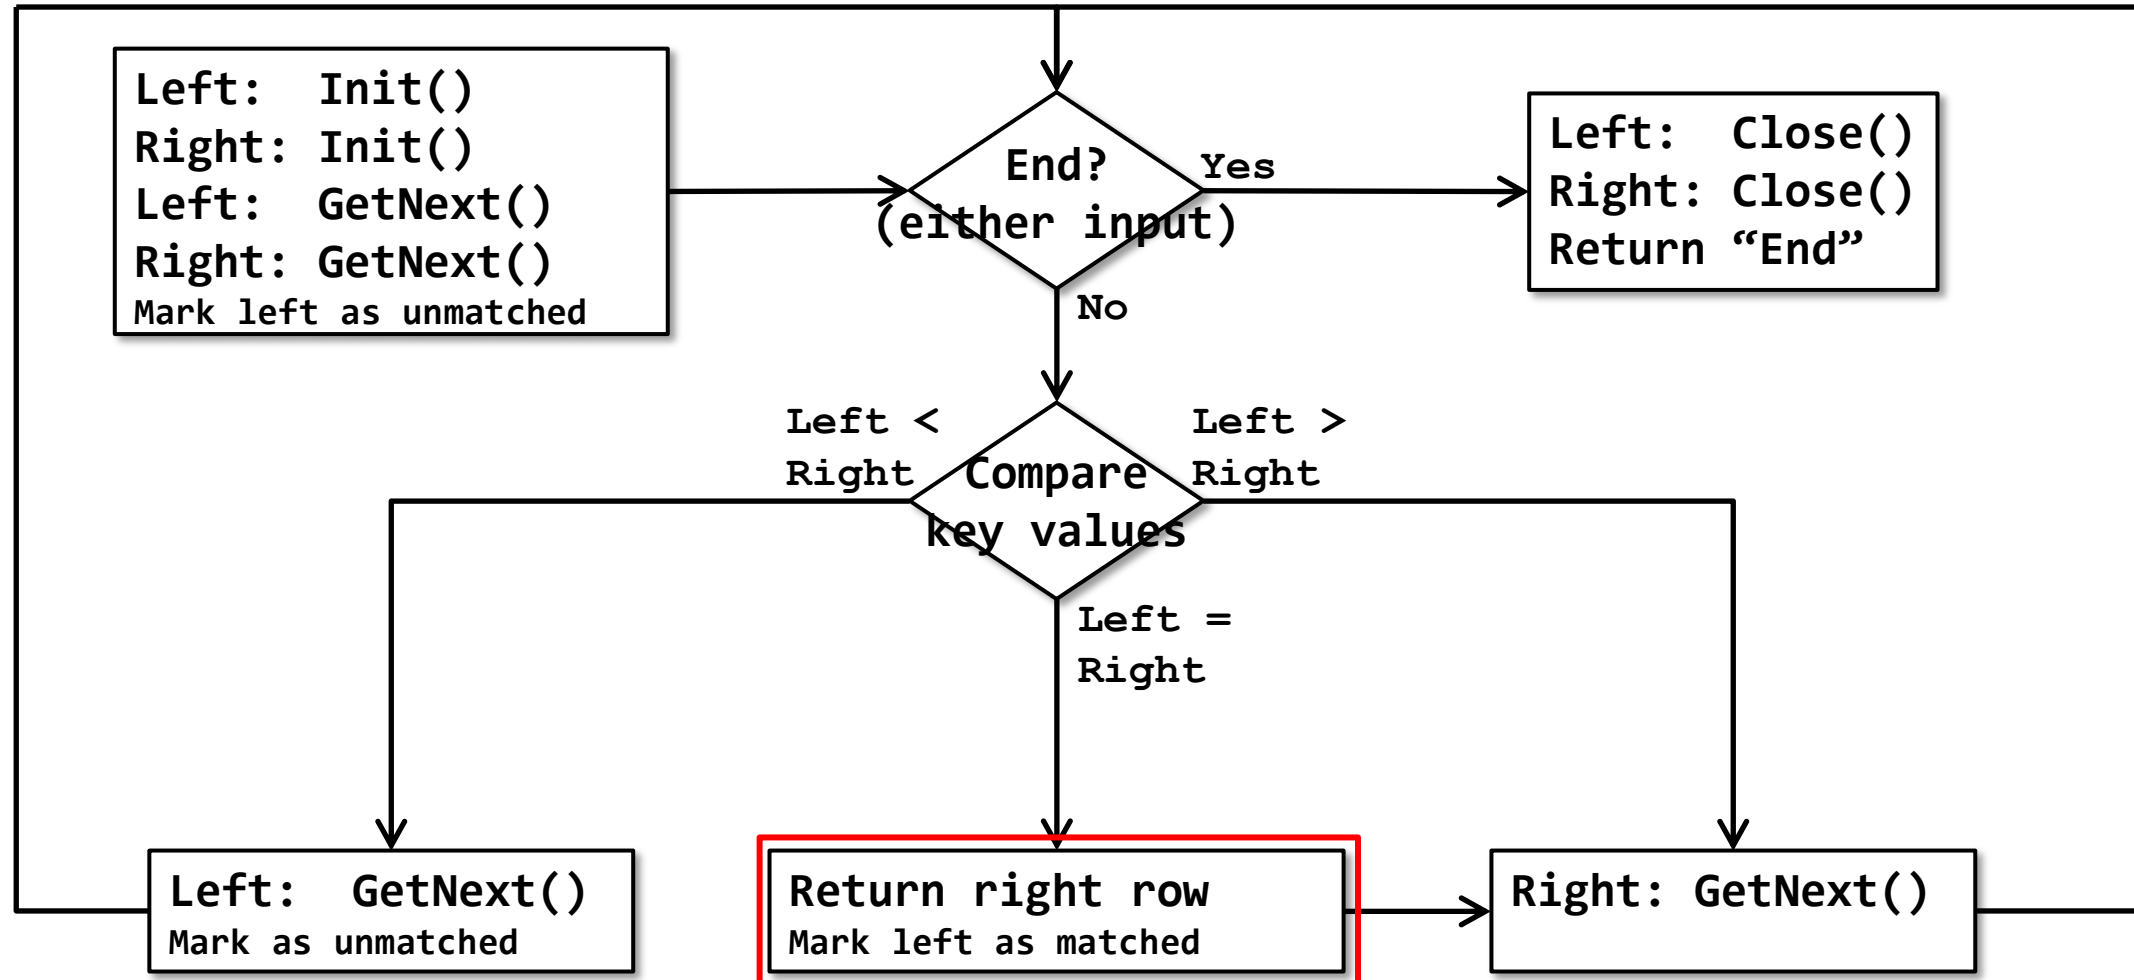 Left:  Init()
Right: Init()
Left:  GetNext()
Right: GetNext()
Mark left as unmatched
End?
(either input)
Yes
Left:  Close()
Right: Close()
Return “End”
No
Left <
Right
Compare
key values
Left >
Right
Left =
Right
Left:  GetNext()
Mark as unmatched
Return right row
Mark left as matched
Right: GetNext()